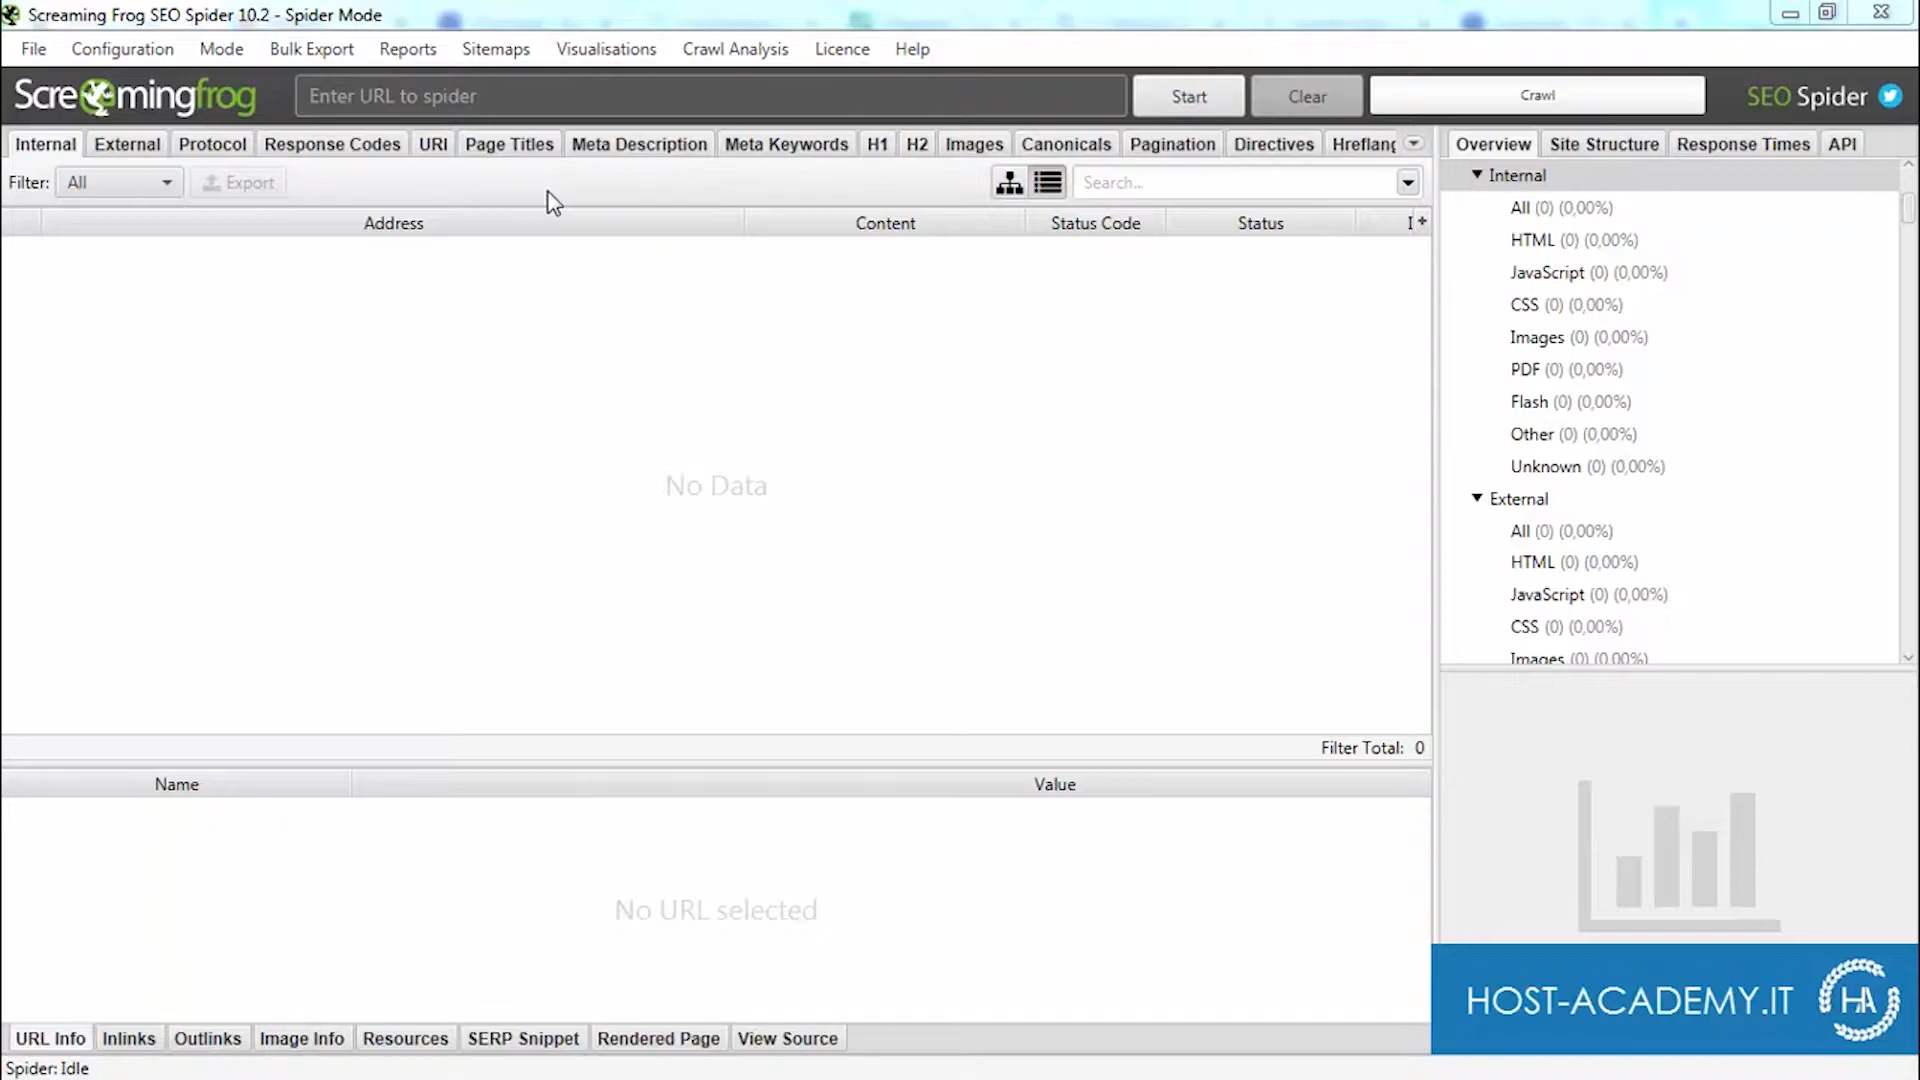 Screaming Frog SEO Spider 10.2 - Spider Mode
File Configuration Mode Bulk Export Reports Sitemaps Visualisations Crawl Analysis Licence Help
Screamingfrog Enter URL to spider Start Clear Crawl SEO Spider
Internal External Protocol Response Codes URI Page Titles Meta Description Meta Keywords H1 H2 Images Canonicals Pagination Directives Hreflang Overview Site Structure Response Times API
Filter: All Export Search...
Address Content Status Code Status I +
No Data
Filter Total: 0
Name Value
No URL selected
URL Info Inlinks Outlinks Image Info Resources SERP Snippet Rendered Page View Source
Spider: Idle
Internal
All (0) (0,00%)
HTML (0) (0,00%)
JavaScript (0) (0,00%)
CSS (0) (0,00%)
Images (0) (0,00%)
PDF (0) (0,00%)
Flash (0) (0,00%)
Other (0) (0,00%)
Unknown (0) (0,00%)
External
All (0) (0,00%)
HTML (0) (0,00%)
JavaScript (0) (0,00%)
CSS (0) (0,00%)
Images (0) (0,00%)
HOST-ACADEMY.IT HA